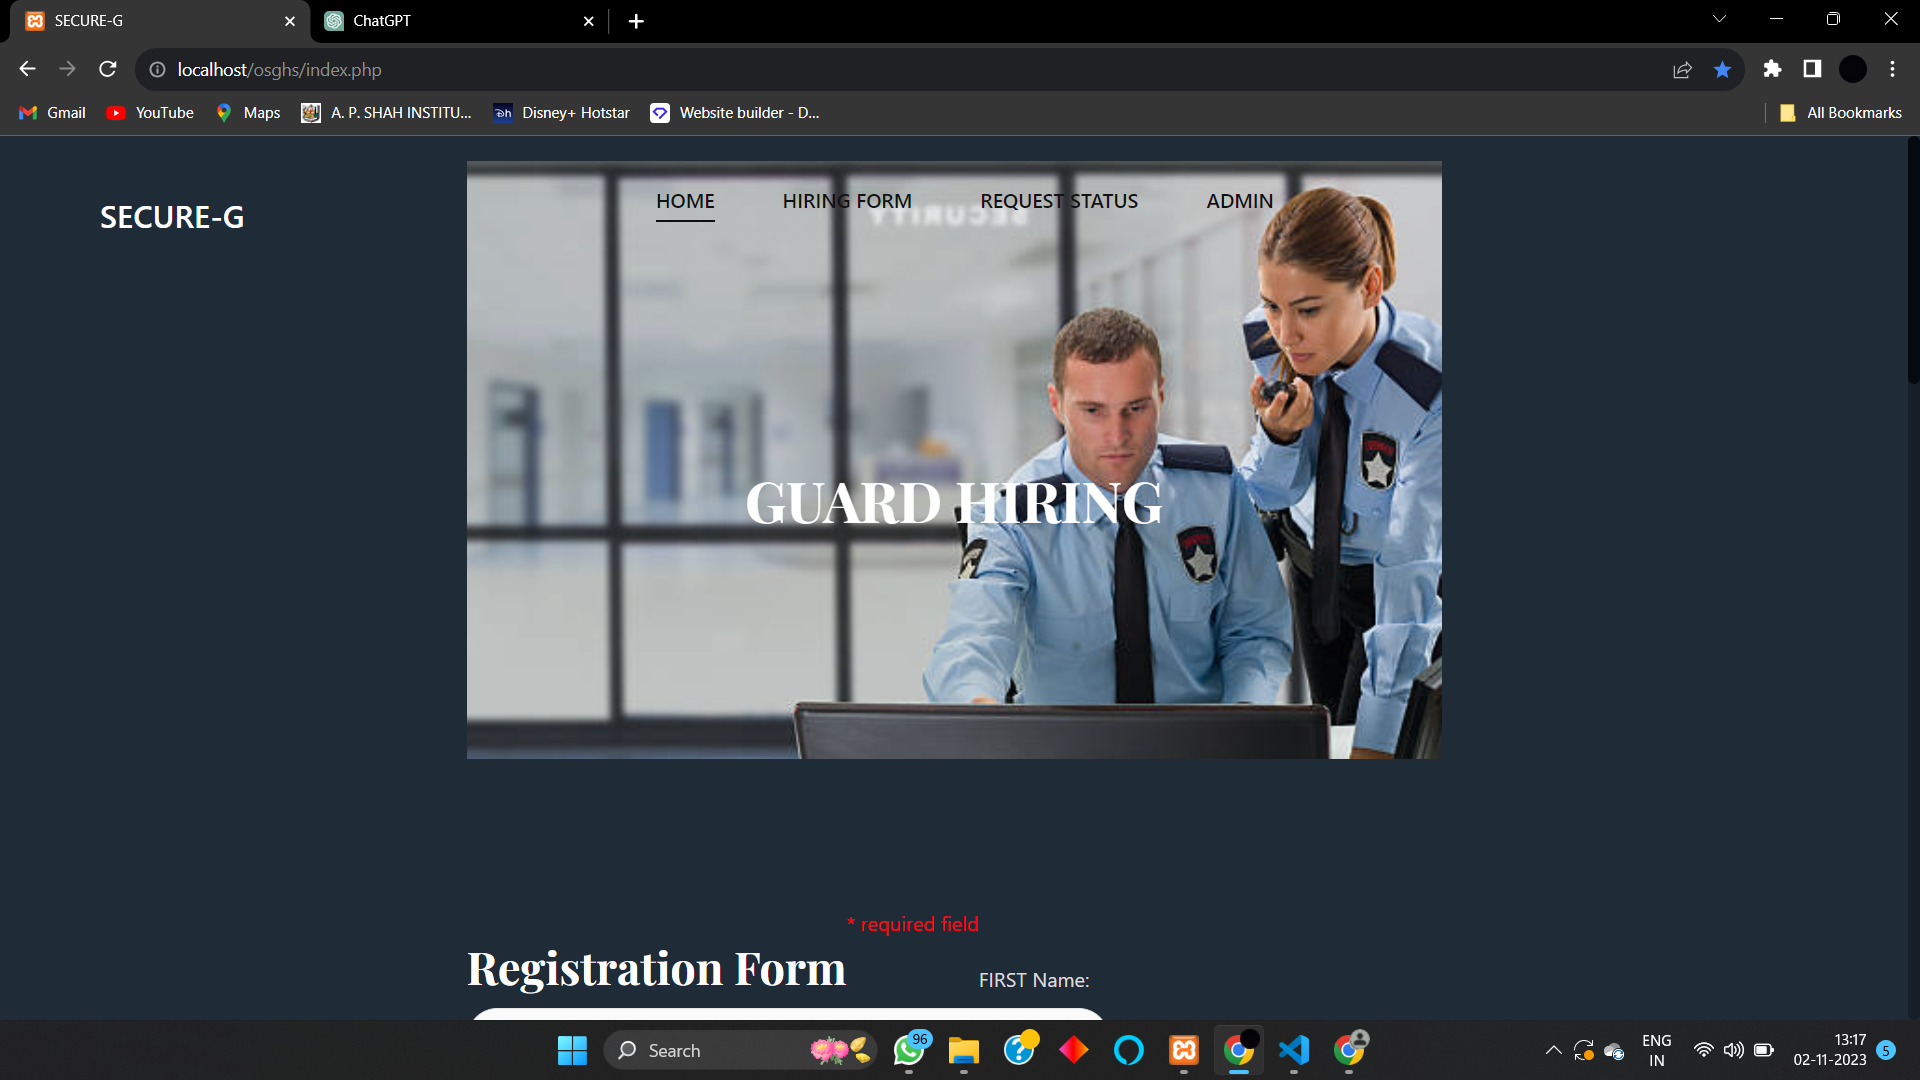 SECURE-G
ChatGPT
localhost/osghs/index.php
Gmail
YouTube
Maps
A. P. SHAH INSTITU...
Disney+ Hotstar
Website builder - D...
All Bookmarks
SECURE-G
HOME
HIRING FORM
REQUEST STATUS
ADMIN
SECURITY
GUARD HIRING
* required field
Registration Form
FIRST Name:
Search
96
ENG
IN
13:17
02-11-2023
5